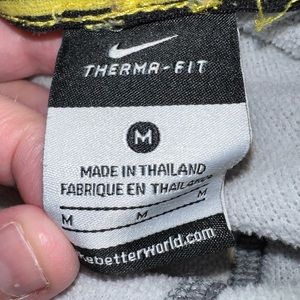 THERMA-FIT
M
MADE IN THAILAND
FABRIQUE EN THAILANDE
M M M
ebetterworld.com